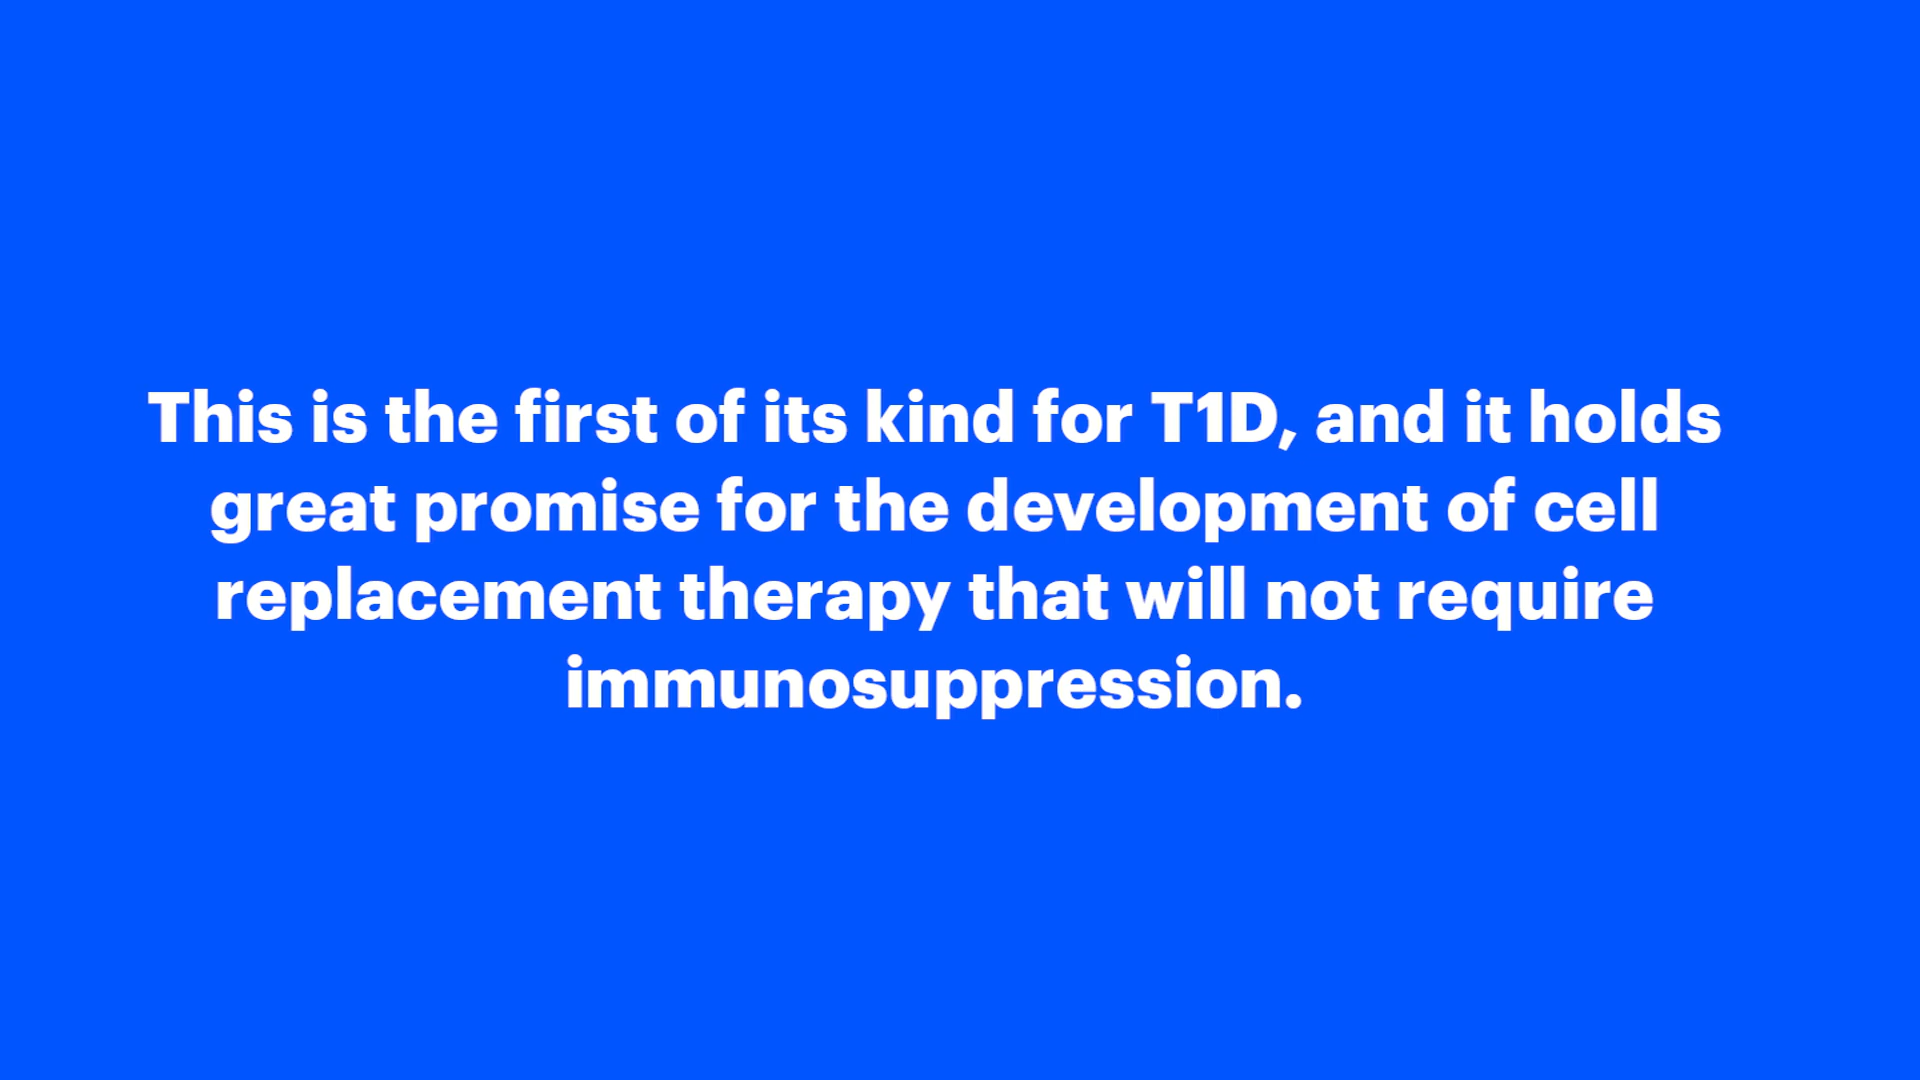 This is the first of its kind for T1D, and it holds
great promise for the development of cell
replacement therapy that will not require
immunosuppression.